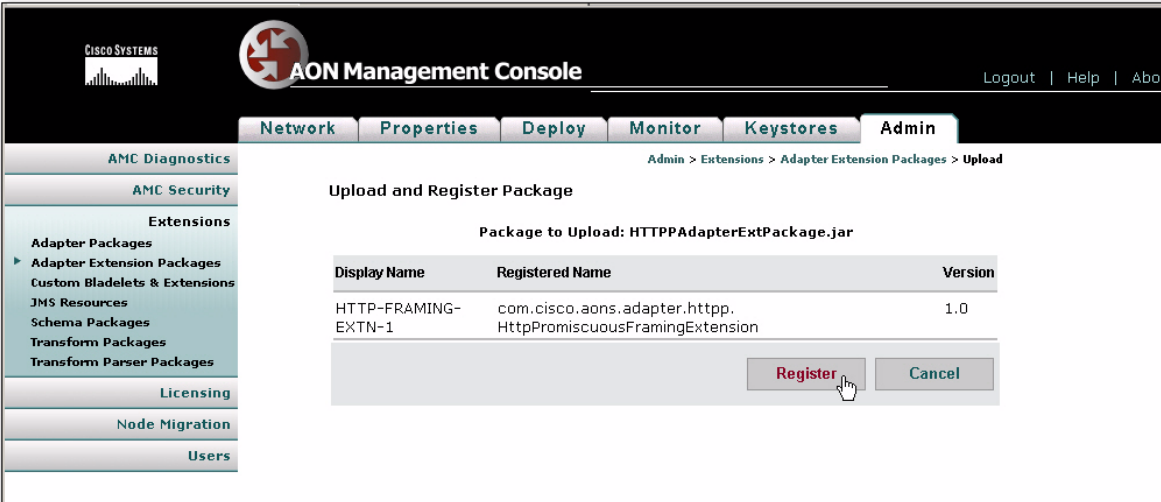 CISCO SYSTEMS
AON Management Console
Logout | Help | Abo
Network Properties Deploy Monitor Keystores Admin
AMC Diagnostics
AMC Security
Extensions
Adapter Packages
Adapter Extension Packages
Custom Bladelets & Extensions
JMS Resources
Schema Packages
Transform Packages
Transform Parser Packages
Licensing
Node Migration
Users
Admin > Extensions > Adapter Extension Packages > Upload
Upload and Register Package
Package to Upload: HTTPPAdapterExtPackage.jar
Display Name Registered Name Version
HTTP-FRAMING- com.cisco.aons.adapter.httpp. 1.0
EXTN-1 HttpPromiscuousFramingExtension
Register Cancel